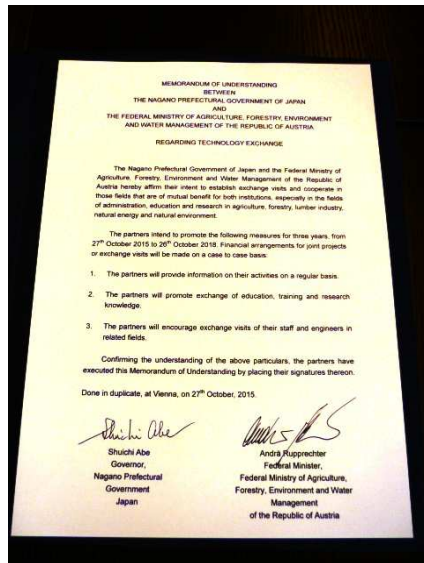 MEMORANDUM OF UNDERSTANDING
BETWEEN
THE NAGANO PREFECTURAL GOVERNMENT OF JAPAN
AND
THE FEDERAL MINISTRY OF AGRICULTURE, FORESTRY, ENVIRONMENT
AND WATER MANAGEMENT OF THE REPUBLIC OF AUSTRIA
REGARDING TECHNOLOGY EXCHANGE
The Nagano Prefectural Government of Japan and the Federal Ministry of
Agriculture, Forestry, Environment and Water Management of the Republic of
Austria hereby affirm their intent to establish exchange visits and cooperate in
those fields that are of mutual benefit for both institutions, especially in the fields
of administration, education and research in agriculture, forestry, lumber industry,
natural energy and natural environment.
The partners intend to promote the following measures for three years, from
27th October 2015 to 26th October 2018. Financial arrangements for joint projects
or exchange visits will be made on a case to case basis:
1. The partners will provide information on their activities on a regular basis.
2. The partners will promote exchange of education, training and research
knowledge.
3. The partners will encourage exchange visits of their staff and engineers in
related fields.
Confirming the understanding of the above particulars, the partners have
executed this Memorandum of Understanding by placing their signatures thereon.
Done in duplicate, at Vienna, on 27th October, 2015.
Shuichi Abe
Shuichi Abe
Governor,
Nagano Prefectural
Government
Japan
Andrä Rupprechter
Federal Minister,
Federal Ministry of Agriculture,
Forestry, Environment and Water
Management
of the Republic of Austria